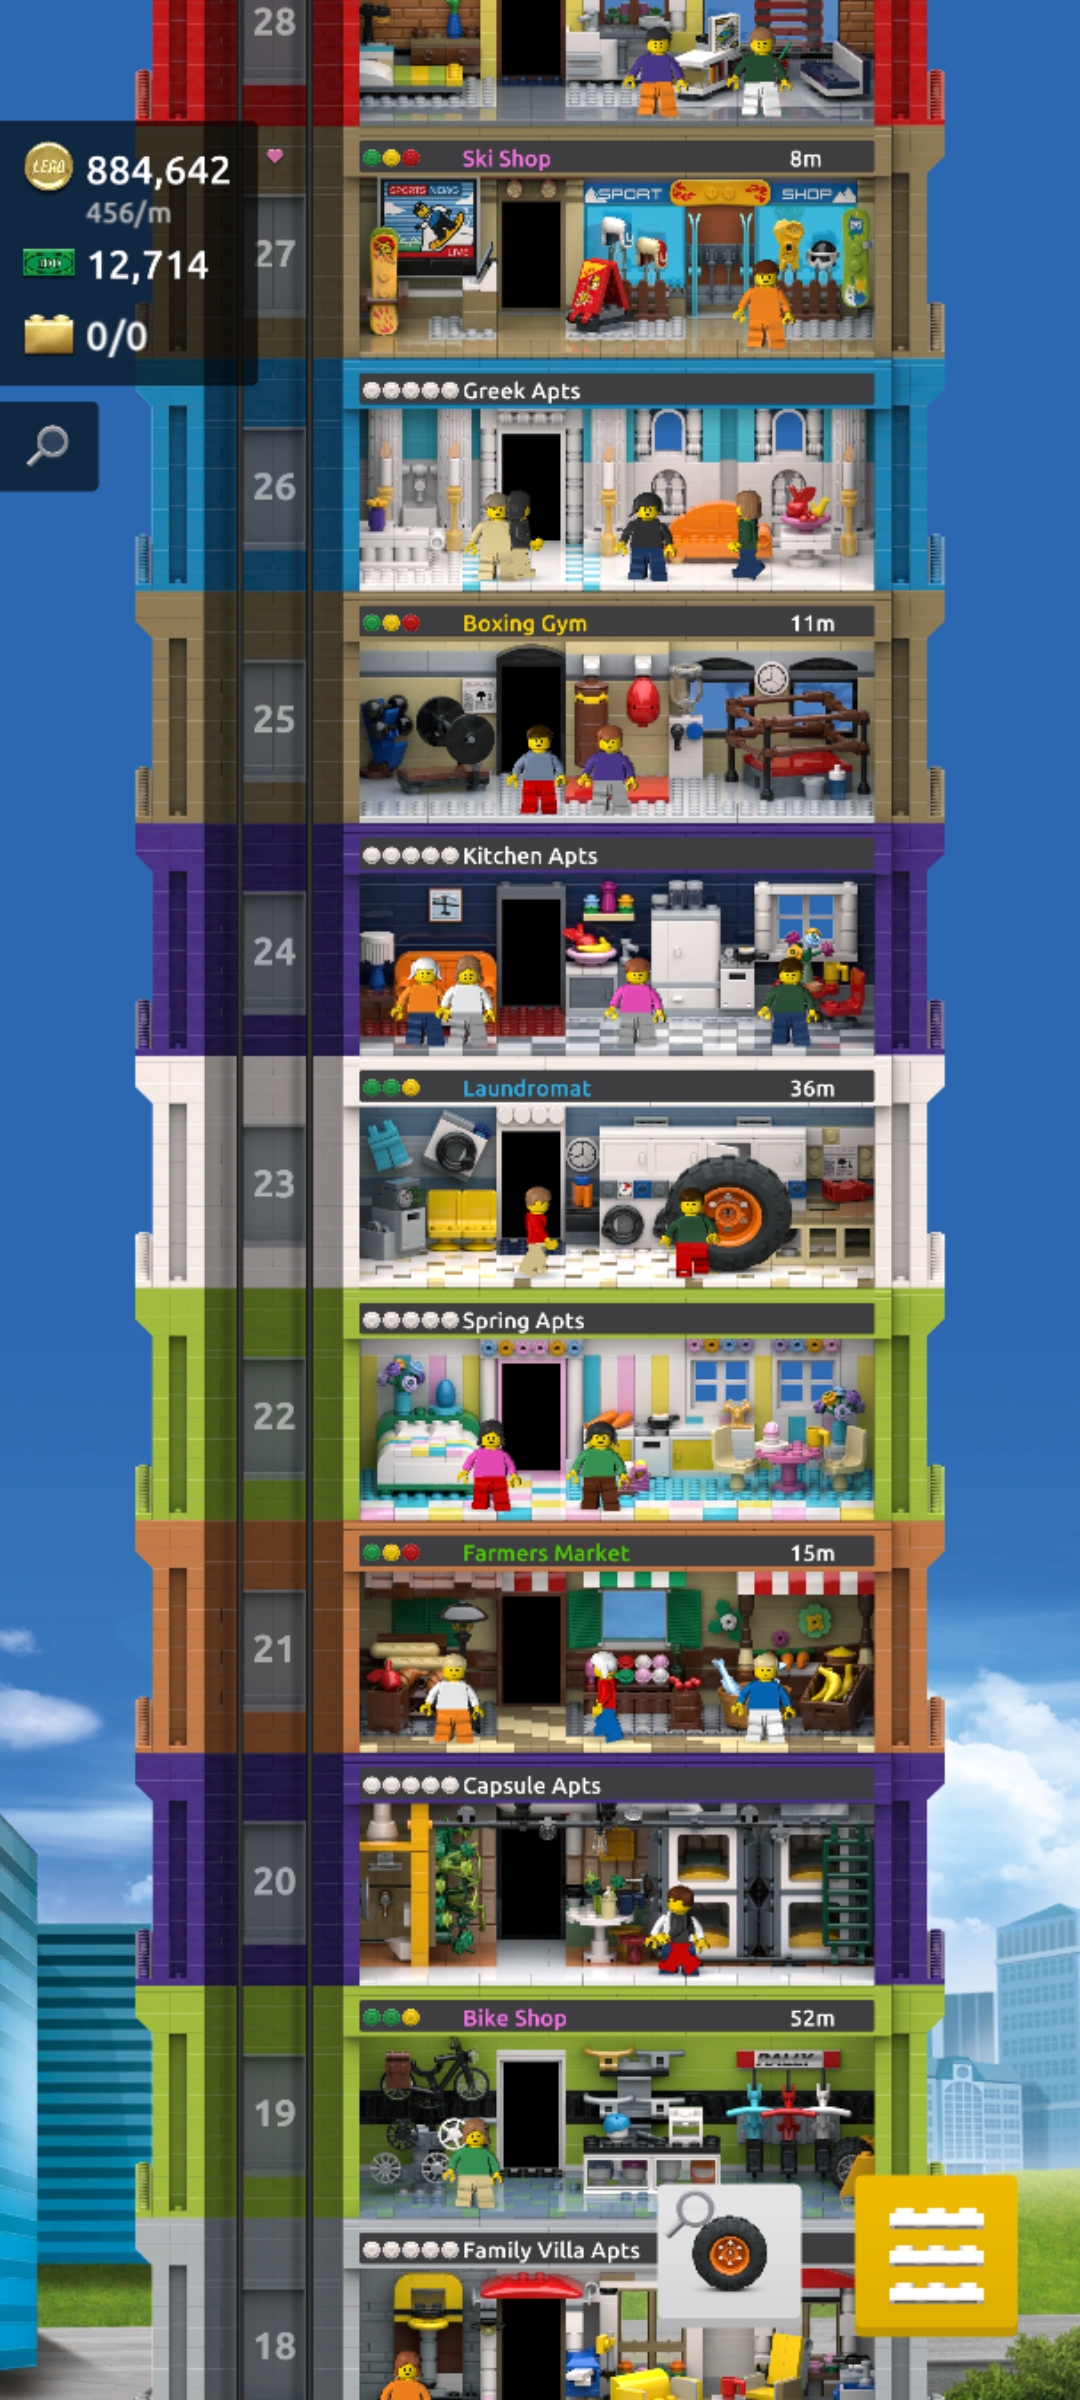 28
LEGO
884,642
456/m
12,714
0/0
Ski Shop 8m
SPORTS NEWS
LIVE
SPORT SHOP
27
Greek Apts
26
Boxing Gym 11m
25
Kitchen Apts
24
Laundromat 36m
23
Spring Apts
22
Farmers Market 15m
21
Capsule Apts
20
Bike Shop 52m
RALLY
19
Family Villa Apts
18